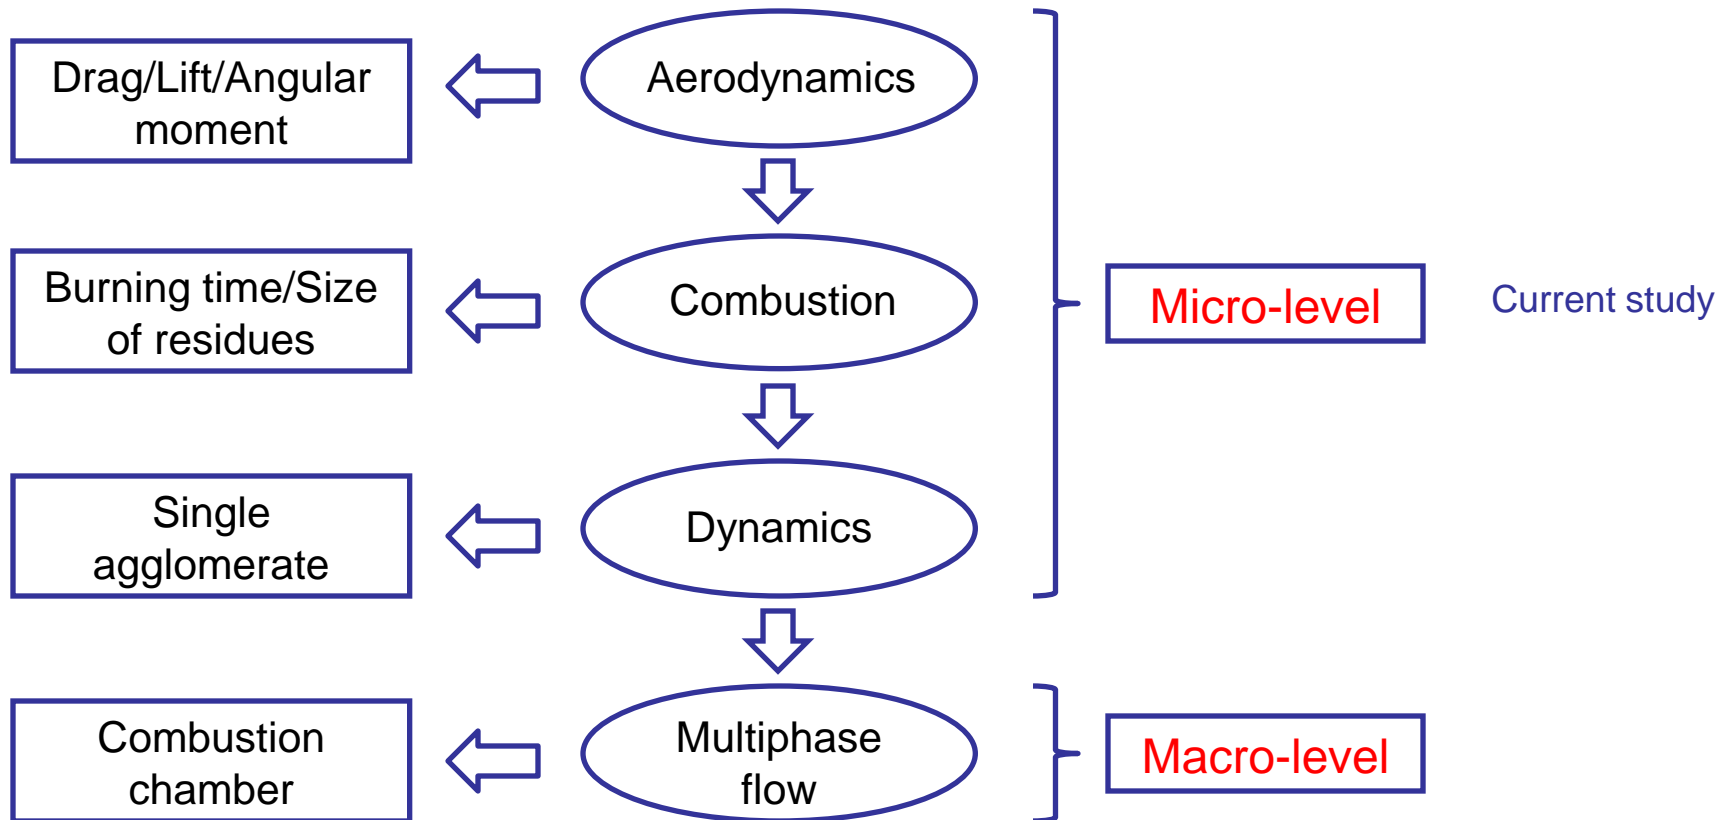 Drag/Lift/Angular
moment
Aerodynamics
Burning time/Size
of residues
Combustion
Micro-level
Current study
Single
agglomerate
Dynamics
Combustion
chamber
Multiphase
flow
Macro-level